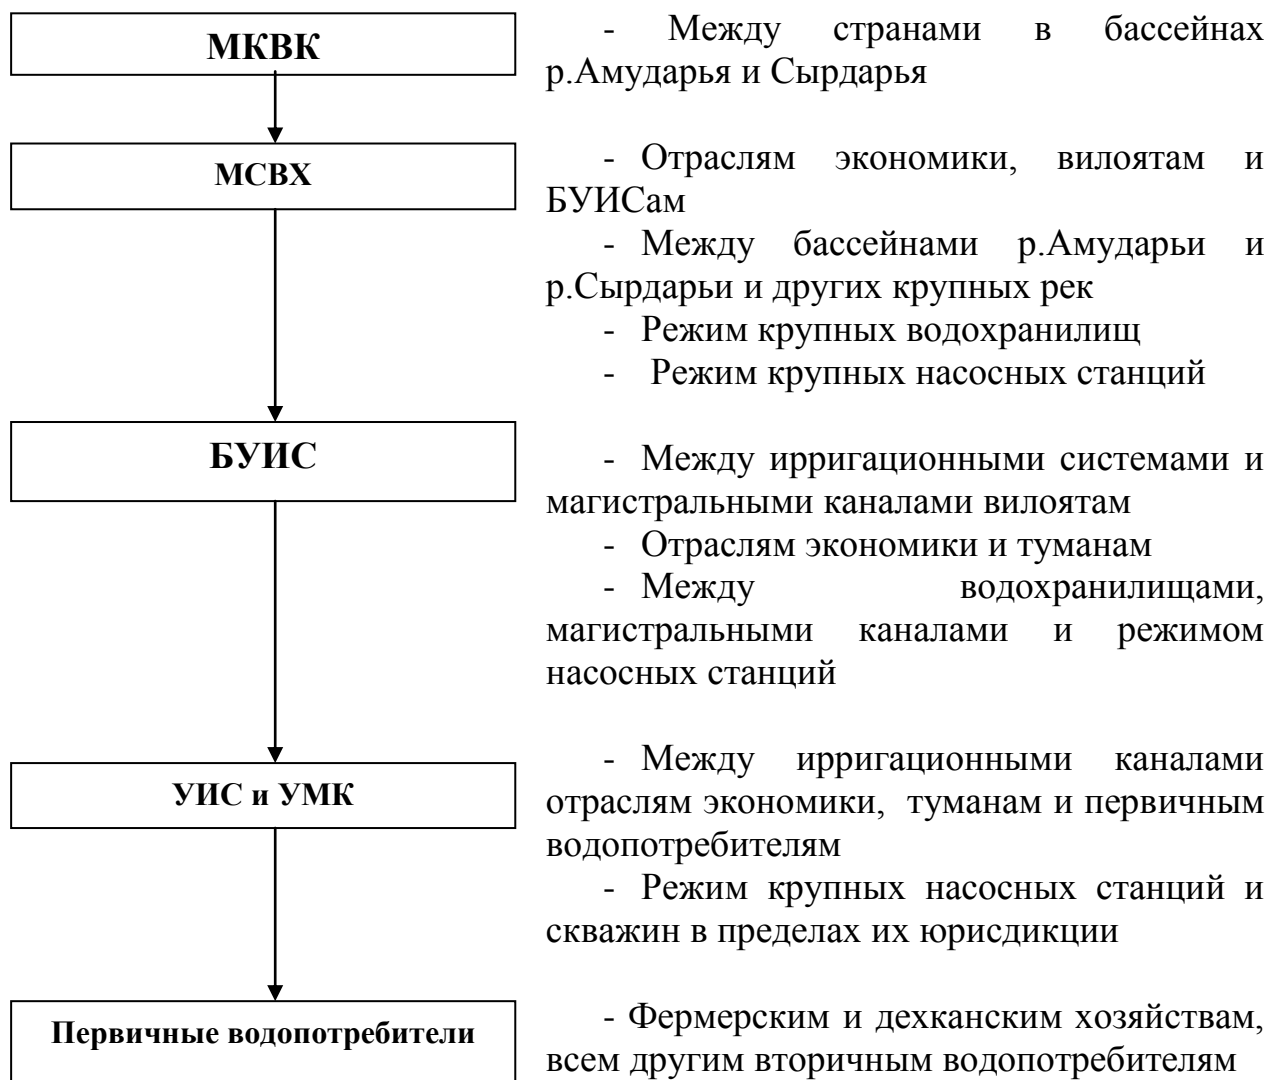 МКВК
- Между странами в бассейнах
р.Амударья и Сырдарья
МСВХ
- Отраслям экономики, вилоятам и
БУИСам
- Между бассейнами р.Амударьи и
р.Сырдарьи и других крупных рек
- Режим крупных водохранилищ
- Режим крупных насосных станций
БУИС
- Между ирригационными системами и
магистральными каналами вилоятам
- Отраслям экономики и туманам
- Между водохранилищами,
магистральными каналами и режимом
насосных станций
УИС и УМК
- Между ирригационными каналами
отраслям экономики, туманам и первичным
водопотребителям
- Режим крупных насосных станций и
скважин в пределах их юрисдикции
Первичные водопотребители
- Фермерским и дехканским хозяйствам,
всем другим вторичным водопотребителям